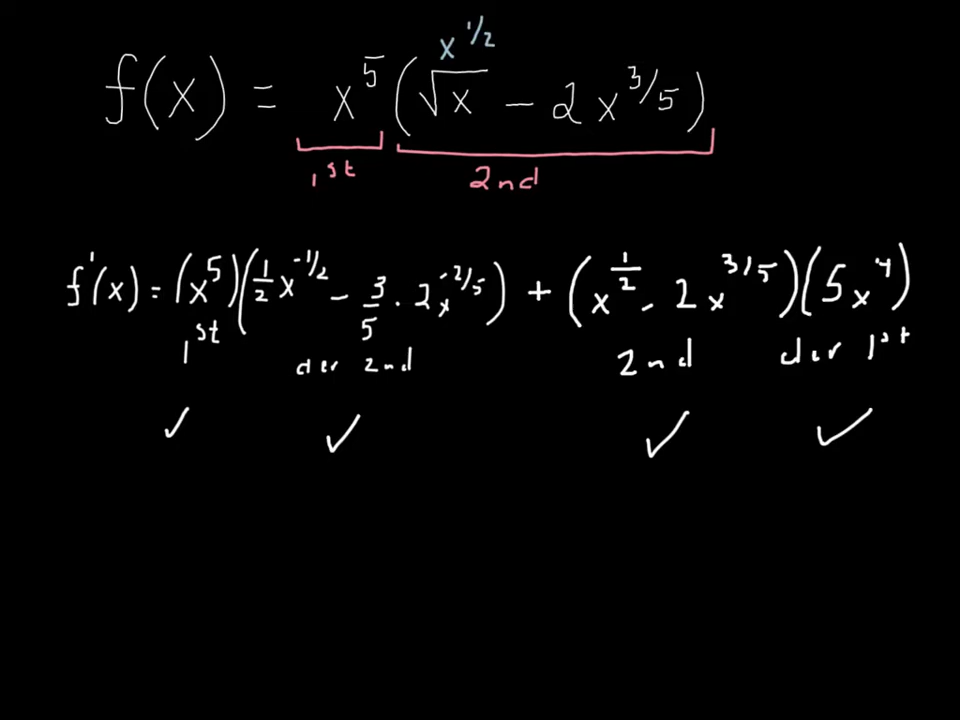 x^1/2
f(x) = x^5(√x - 2x^3/5)
1st 2nd
f'(x) = (x^5)(1/2 x^-1/2 - 3/5 · 2x^-2/5) + (x^1/2 - 2x^3/5)(5x^4)
1st der 2nd 2nd der 1st
✓ ✓ ✓ ✓